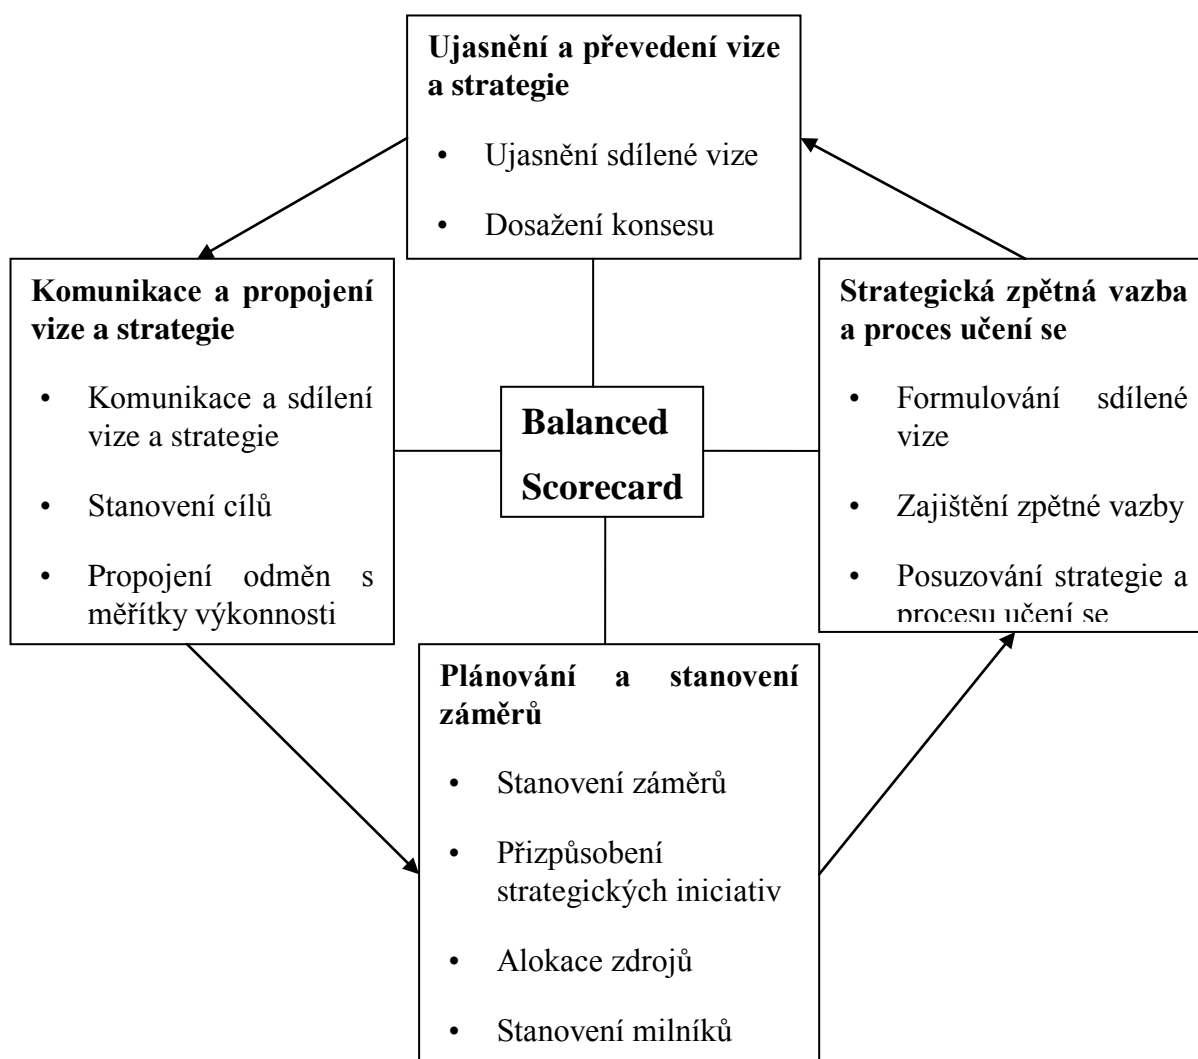 Ujasnění a převedení vize
a strategie
• Ujasnění sdílené vize
• Dosažení konsesu
Komunikace a propojení
vize a strategie
• Komunikace a sdílení
vize a strategie
• Stanovení cílů
• Propojení odměn s
měřítky výkonnosti
Balanced
Scorecard
Strategická zpětná vazba
a proces učení se
• Formulování sdílené
vize
• Zajištění zpětné vazby
• Posuzování strategie a
procesu učení se
Plánování a stanovení
záměrů
• Stanovení záměrů
• Přizpůsobení
strategických iniciativ
• Alokace zdrojů
• Stanovení milníků